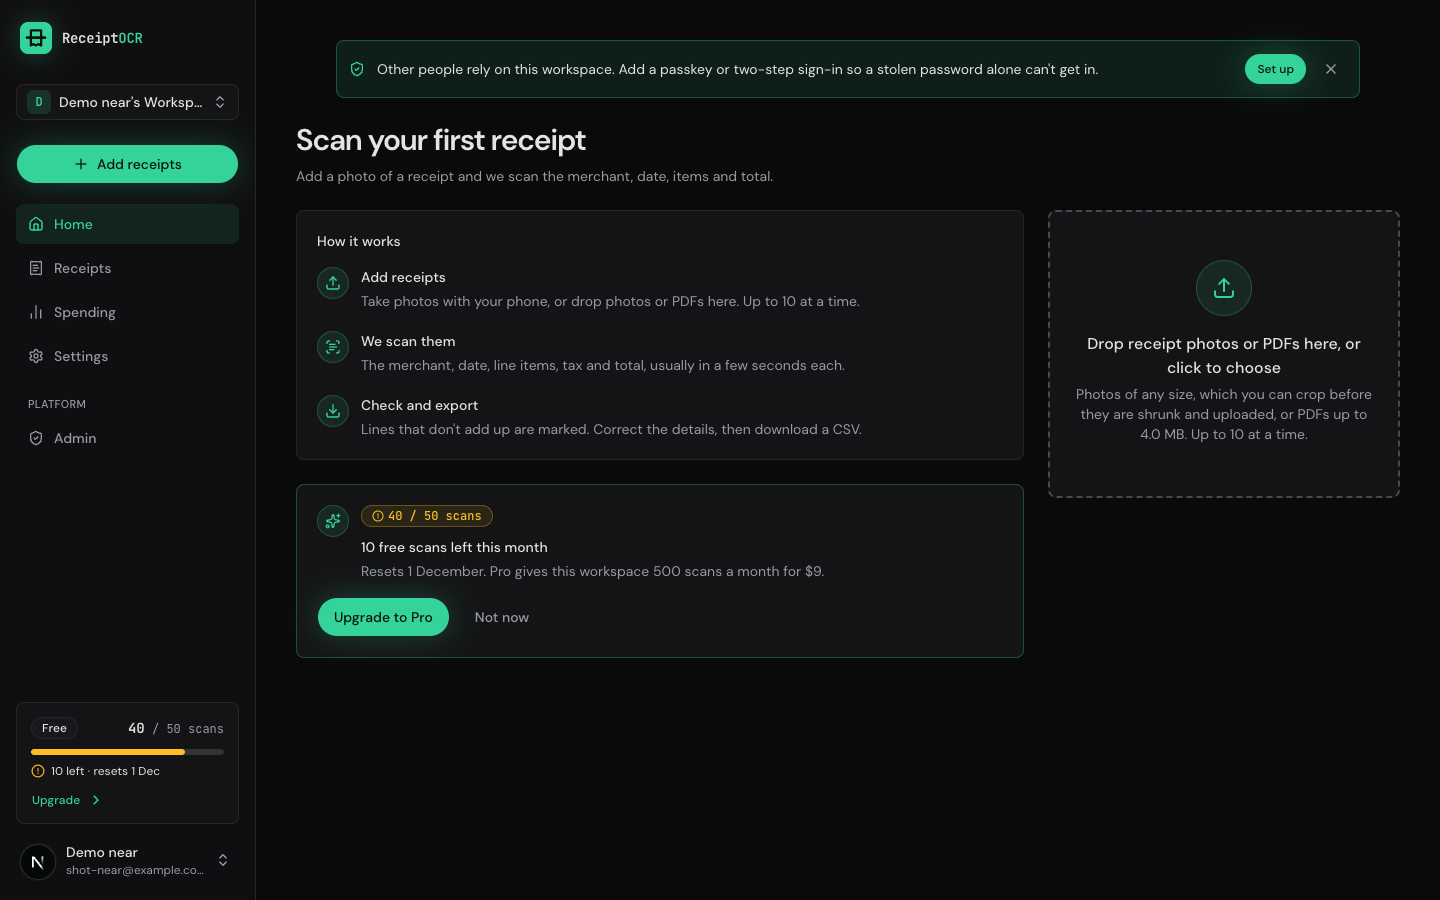 ReceiptOCR
D
Demo near's Worksp...
Add receipts
Home
Receipts
Spending
Settings
PLATFORM
Admin
Free
40 / 50 scans
10 left · resets 1 Dec
Upgrade
N
Demo near
shot-near@example.co...
Other people rely on this workspace. Add a passkey or two-step sign-in so a stolen password alone can't get in.
Set up
Scan your first receipt
Add a photo of a receipt and we scan the merchant, date, items and total.
How it works
Add receipts
Take photos with your phone, or drop photos or PDFs here. Up to 10 at a time.
We scan them
The merchant, date, line items, tax and total, usually in a few seconds each.
Check and export
Lines that don't add up are marked. Correct the details, then download a CSV.
40 / 50 scans
10 free scans left this month
Resets 1 December. Pro gives this workspace 500 scans a month for $9.
Upgrade to Pro
Not now
Drop receipt photos or PDFs here, or
click to choose
Photos of any size, which you can crop before
they are shrunk and uploaded, or PDFs up to
4.0 MB. Up to 10 at a time.